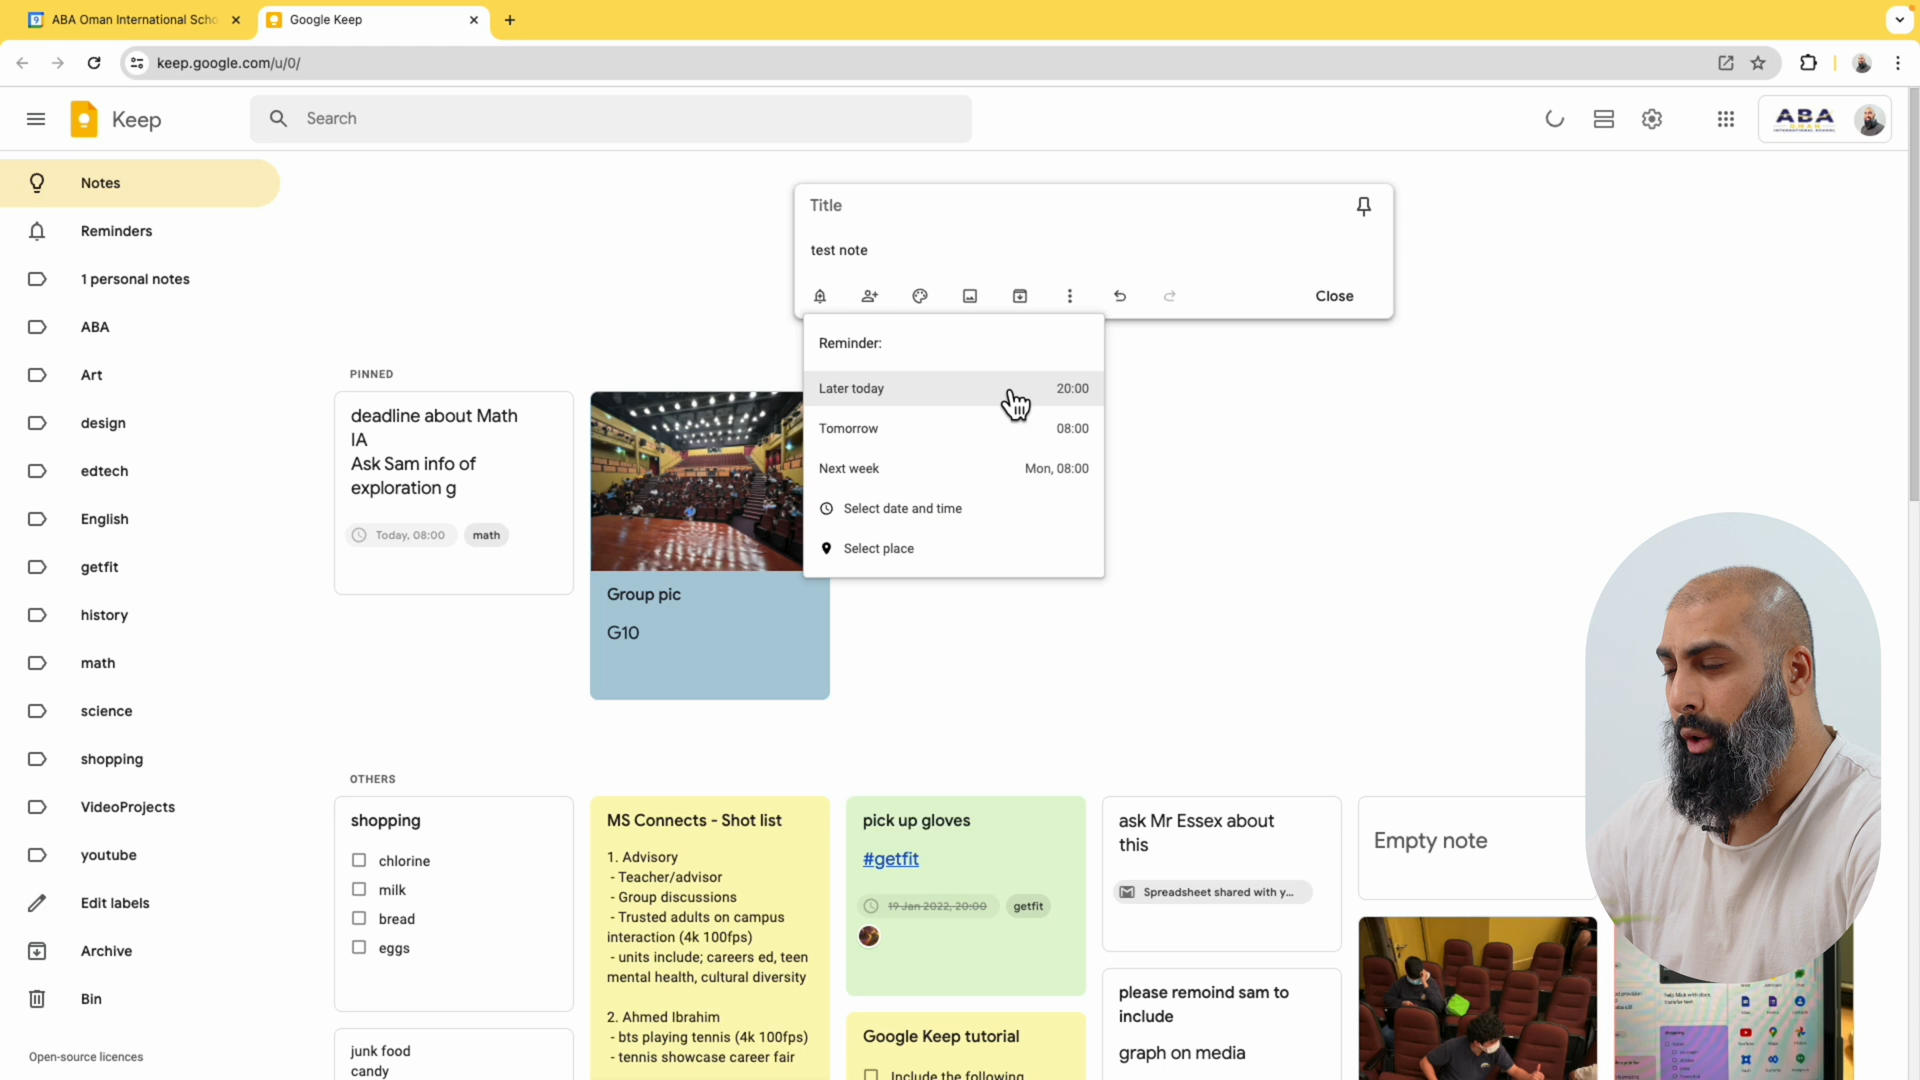 ABA Oman International Scho
Google Keep
keep.google.com/u/0/
Keep
Search
ABA
OMAN
INTERNATIONAL SCHOOL
Notes
Reminders
1 personal notes
ABA
Art
design
edtech
English
getfit
history
math
science
shopping
VideoProjects
youtube
Edit labels
Archive
Bin
Open-source licences
Title
test note
Close
Reminder:
Later today 20:00
Tomorrow 08:00
Next week Mon, 08:00
Select date and time
Select place
PINNED
deadline about Math
IA
Ask Sam info of
exploration g
Today, 08:00 math
Group pic
G10
OTHERS
shopping
chlorine
milk
bread
eggs
junk food
candy
MS Connects - Shot list
1. Advisory
- Teacher/advisor
- Group discussions
- Trusted adults on campus
interaction (4k 100fps)
- units include; careers ed, teen
mental health, cultural diversity
2. Ahmed Ibrahim
- bts playing tennis (4k 100fps)
- tennis showcase career fair
pick up gloves
#getfit
19 Jan 2022, 20:00 getfit
Google Keep tutorial
Include the following
ask Mr Essex about
this
Spreadsheet shared with y...
please remoind sam to
include
graph on media
Empty note